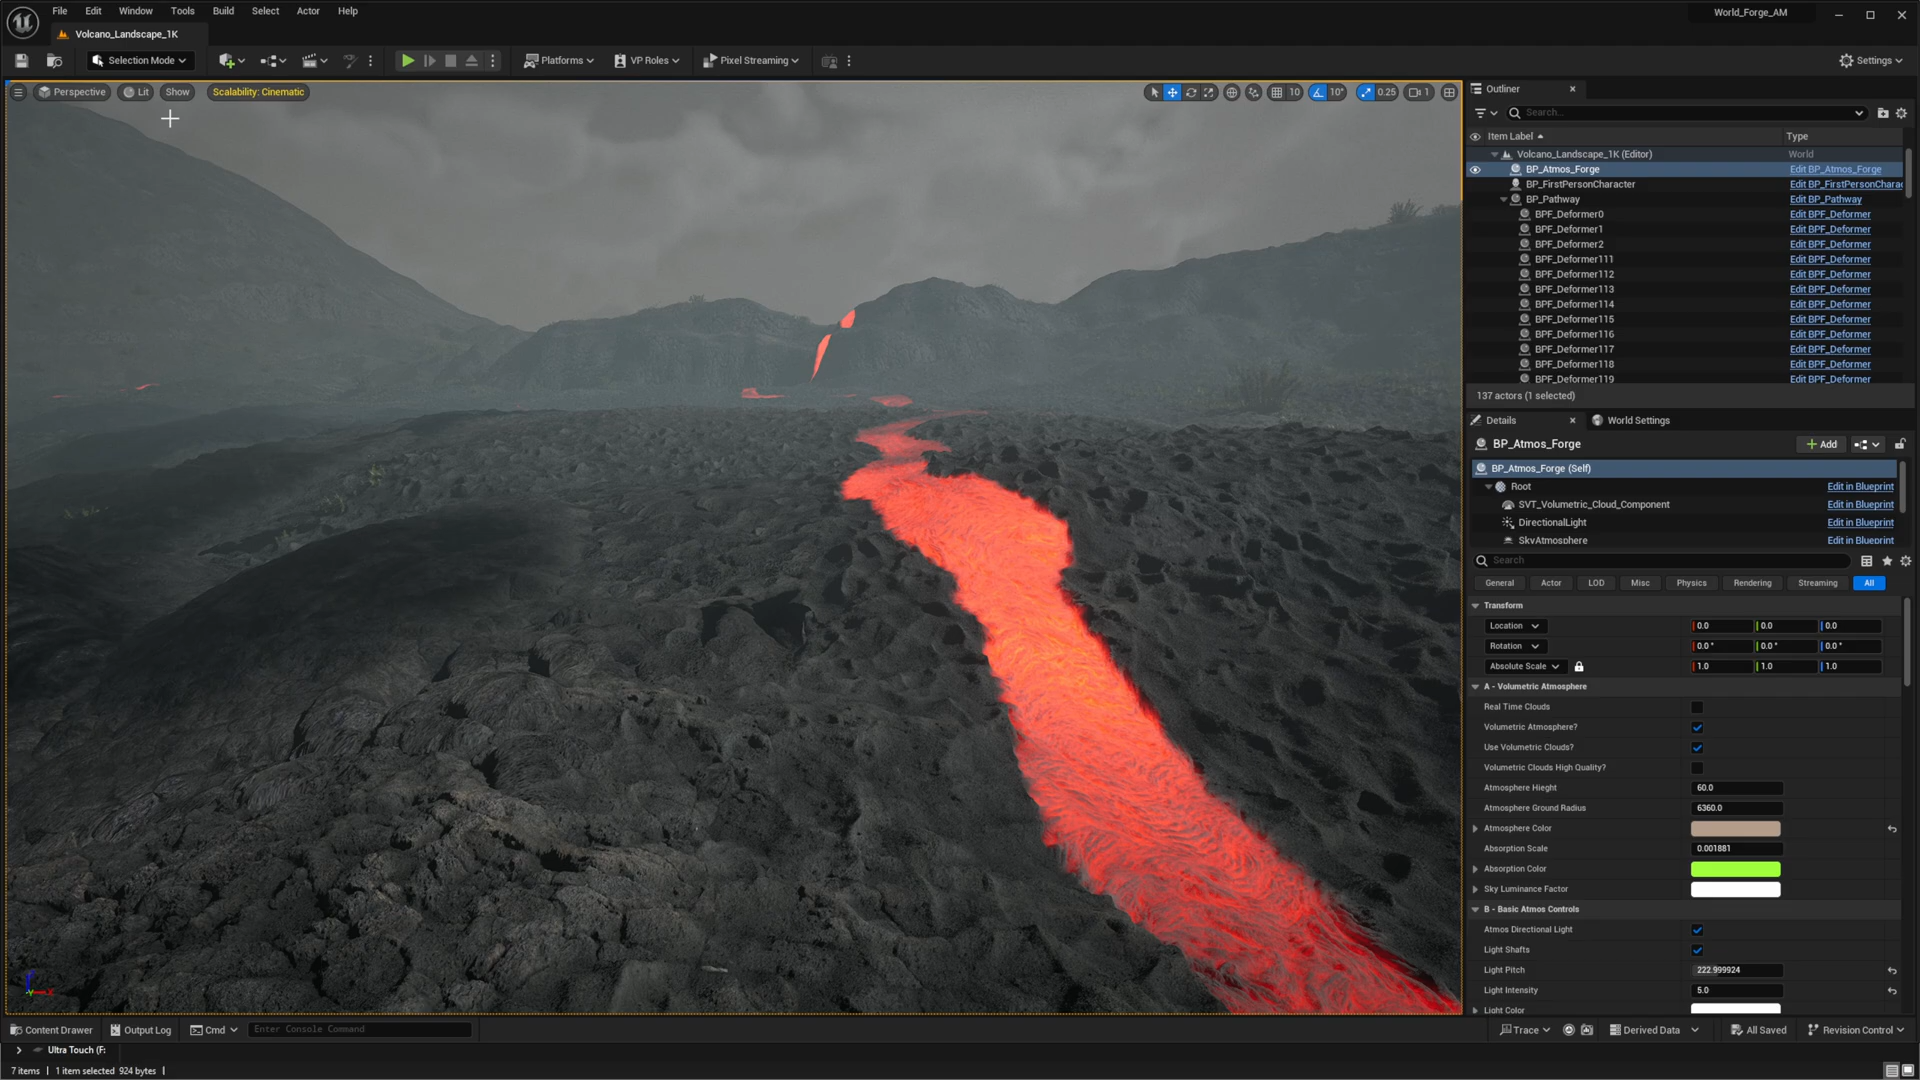 File Edit Window Tools Build Select Actor Help
World_Forge_AM
Volcano_Landscape_1K
Selection Mode
Platforms
VP Roles
Pixel Streaming
Settings
Perspective
Lit
Show
Scalability: Cinematic
10
10°
0.25
1
Outliner
Search...
Item Label
Type
Volcano_Landscape_1K (Editor) World
BP_Atmos_Forge Edit BP_Atmos_Forge
BP_FirstPersonCharacter Edit BP_FirstPersonCharac
BP_Pathway Edit BP_Pathway
BPF_Deformer0 Edit BPF_Deformer
BPF_Deformer1 Edit BPF_Deformer
BPF_Deformer2 Edit BPF_Deformer
BPF_Deformer111 Edit BPF_Deformer
BPF_Deformer112 Edit BPF_Deformer
BPF_Deformer113 Edit BPF_Deformer
BPF_Deformer114 Edit BPF_Deformer
BPF_Deformer115 Edit BPF_Deformer
BPF_Deformer116 Edit BPF_Deformer
BPF_Deformer117 Edit BPF_Deformer
BPF_Deformer118 Edit BPF_Deformer
BPF_Deformer119 Edit BPF_Deformer
137 actors (1 selected)
Details
World Settings
BP_Atmos_Forge
Add
BP_Atmos_Forge (Self)
Root Edit in Blueprint
SVT_Volumetric_Cloud_Component Edit in Blueprint
DirectionalLight Edit in Blueprint
SkyAtmosphere Edit in Blueprint
Search
General Actor LOD Misc Physics Rendering Streaming All
Transform
Location 0.0 0.0 0.0
Rotation 0.0° 0.0° 0.0°
Absolute Scale 1.0 1.0 1.0
A - Volumetric Atmosphere
Real Time Clouds
Volumetric Atmosphere?
Use Volumetric Clouds?
Volumetric Clouds High Quality?
Atmosphere Hieght 60.0
Atmosphere Ground Radius 6360.0
Atmosphere Color
Absorption Scale 0.001881
Absorption Color
Sky Luminance Factor
B - Basic Atmos Controls
Atmos Directional Light
Light Shafts
Light Pitch 222.999924
Light Intensity 5.0
Light Color
Content Drawer
Output Log
Cmd
Enter Console Command
Trace
Derived Data
All Saved
Revision Control
Ultra Touch (F:
7 items 1 item selected 924 bytes